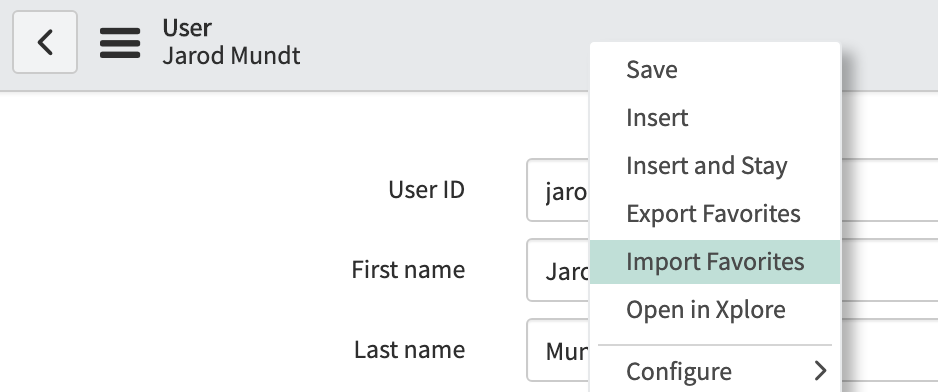 User
Jarod Mundt
Save
Insert
Insert and Stay
User ID
jaro
Export Favorites
Import Favorites
First name
Jaro
Open in Xplore
Last name
Mun
Configure